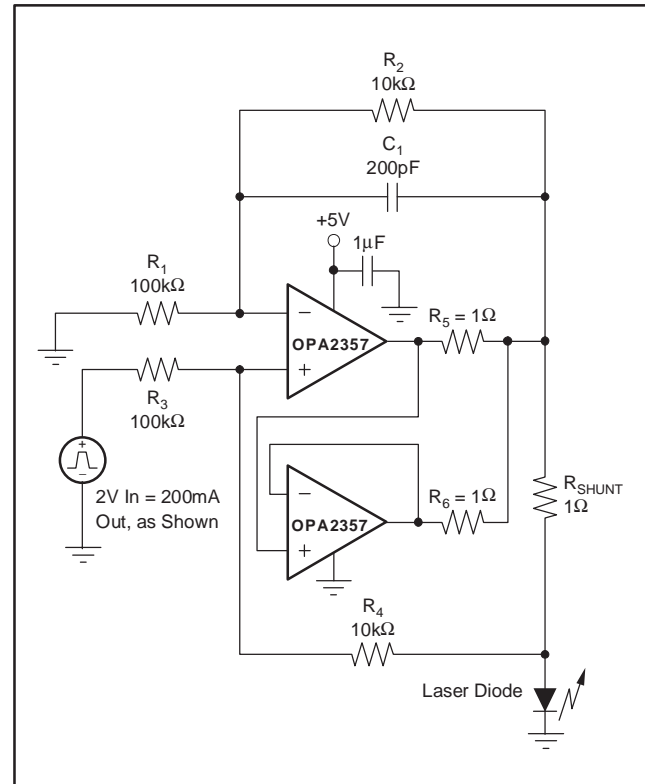 R2
10kΩ
C1
200pF
+5V
1μF
R1
100kΩ
−
OPA2357
+
R5 = 1Ω
R3
100kΩ
+
−
2V In = 200mA
Out, as Shown
−
OPA2357
+
R6 = 1Ω
RSHUNT
1Ω
R4
10kΩ
Laser Diode